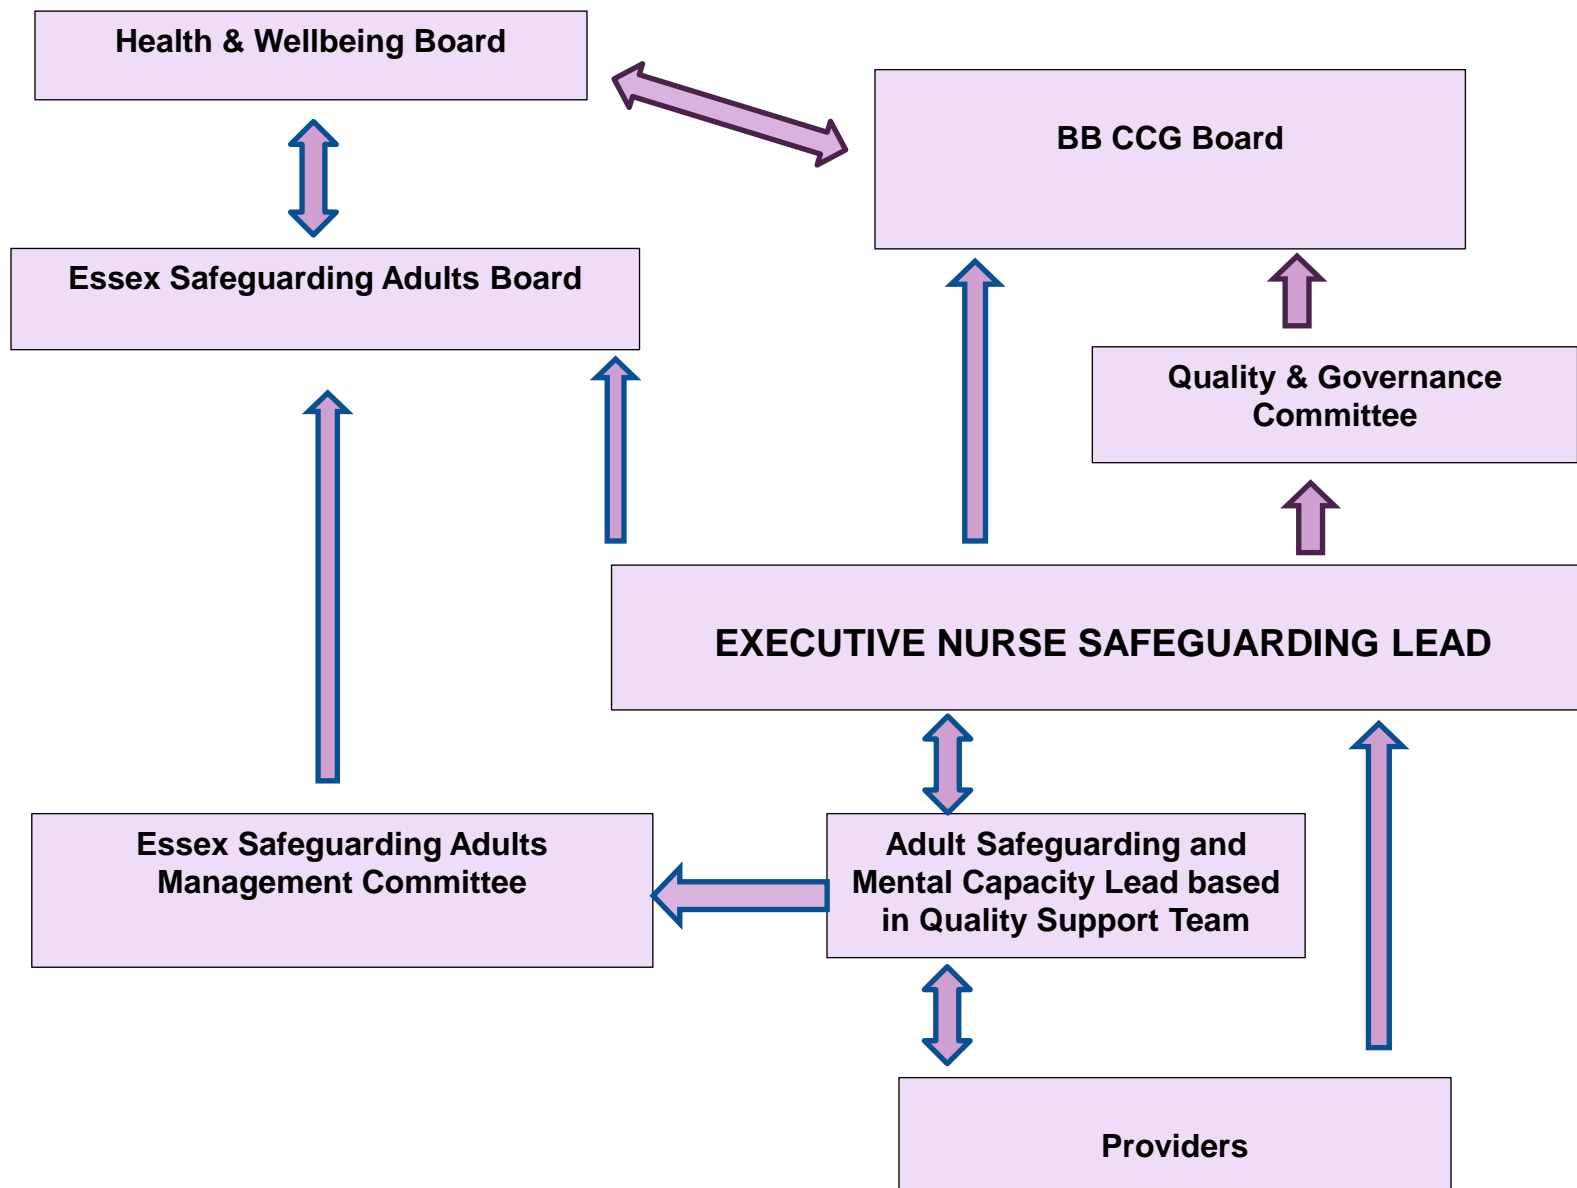 Health & Wellbeing Board
BB CCG Board
Essex Safeguarding Adults Board
Quality & Governance
Committee
EXECUTIVE NURSE SAFEGUARDING LEAD
Essex Safeguarding Adults
Management Committee
Adult Safeguarding and
Mental Capacity Lead based
in Quality Support Team
Providers